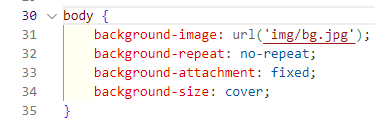 30 body {
31 background-image: url('img/bg.jpg');
32 background-repeat: no-repeat;
33 background-attachment: fixed;
34 background-size: cover;
35 }